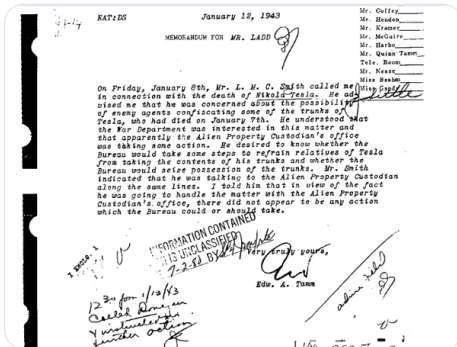 KAT:DS
January 12, 1943
MEMORANDUM FOR MR. LADD
Mr. Coffey
Mr. Hendon
Mr. Kramer
Mr. McGuire
Mr. Harbo
Mr. Quinn Tamm
Tele. Room
Mr. Nease
Miss Beahm
Miss Gandy
On Friday, January 8th, Mr. L. M. C. Smith called me
in connection with the death of Nikola Tesla. He ad-
vised me that he was concerned about the possibility
of enemy agents confiscating some of the trunks of
Tesla, who had died on January 7th. He understood that
the War Department was interested in this matter and
that apparently the Alien Property Custodian's office
was taking some action. He desired to know whether the
Bureau would take some steps to refrain relatives of Tesla
from taking the contents of his trunks and whether the
Bureau would seize possession of the trunks. Mr. Smith
indicated that he was talking to the Alien Property Custodian
along the same lines. I told him that in view of the fact
he was going to handle the matter with the Alien Property
Custodian's office, there did not appear to be any action
which the Bureau could or should take.
INFORMATION CONTAINED
IS UNCLASSIFIED
BY
Very truly yours,
Edw. A. Tamm
1/12/43
Called Donegan
further action